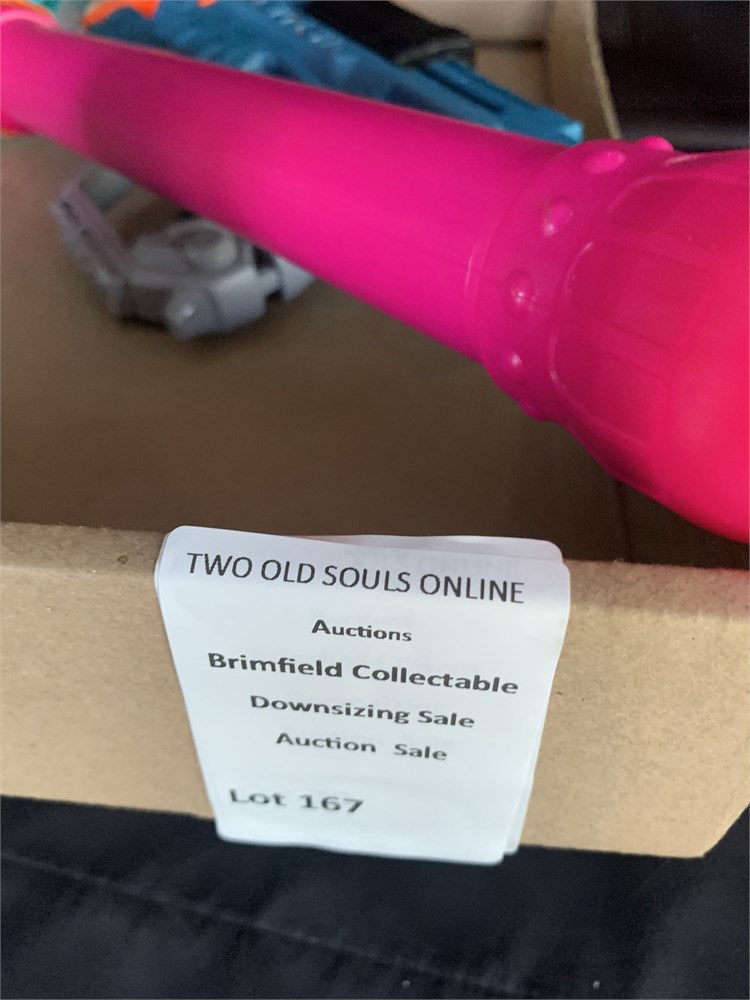 TWO OLD SOULS ONLINE
Auctions
Brimfield Collectable
Downsizing Sale
Auction Sale
Lot 167